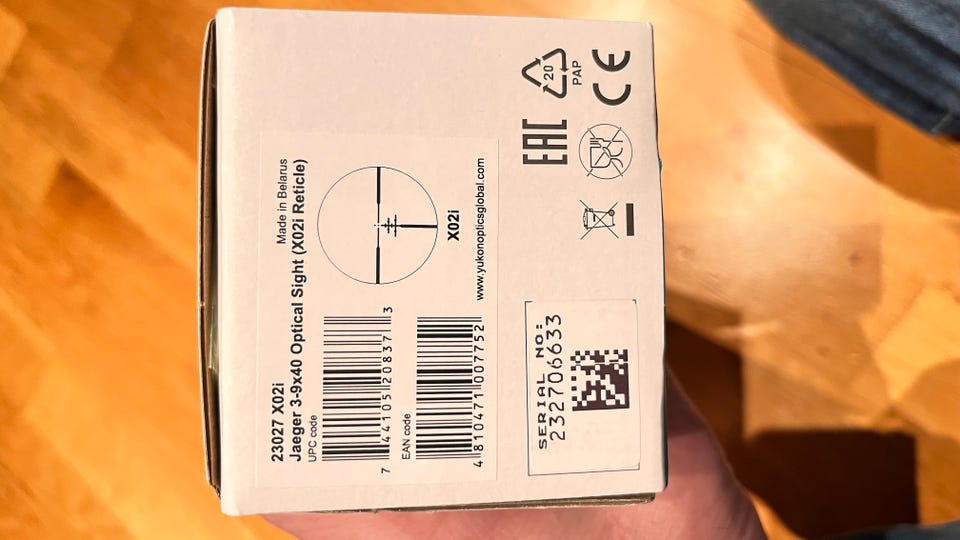 23027 X02i
Made in Belarus
Jaeger 3-9x40 Optical Sight (X02i Reticle)
UPC code
7 44105 20837 3
EAN code
4 810471 007752
X02i
www.yukonopticsglobal.com
SERIAL NO:
232706633
EAC
20
PAP
CE